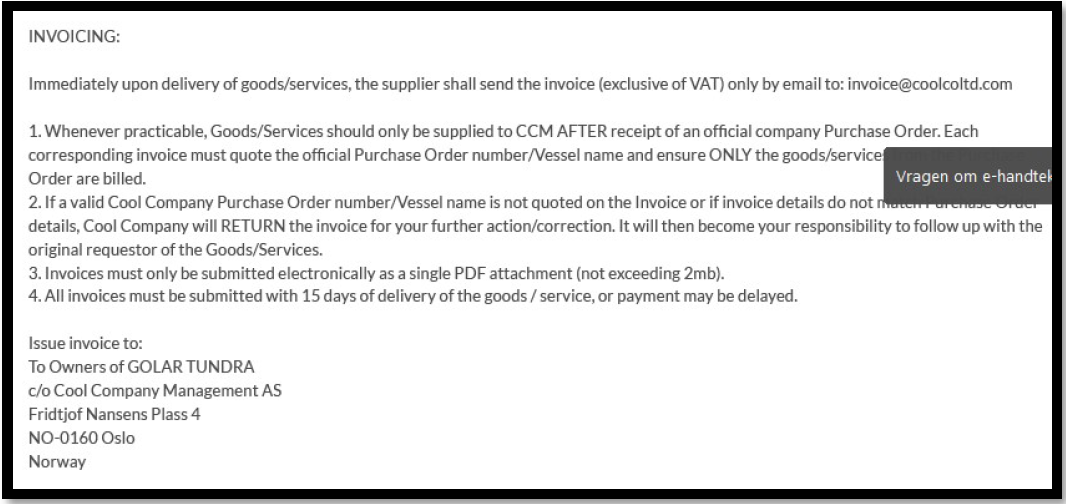 INVOICING:
Immediately upon delivery of goods/services, the supplier shall send the invoice (exclusive of VAT) only by email to: invoice@coolcoltd.com
1. Whenever practicable, Goods/Services should only be supplied to CCM AFTER receipt of an official company Purchase Order. Each
corresponding invoice must quote the official Purchase Order number/Vessel name and ensure ONLY the goods/services
Vragen om e-handtek
Order are billed.
2. If a valid Cool Company Purchase Order number/Vessel name is not quoted on the Invoice or if invoice details do not match Purchase Order
details, Cool Company will RETURN the invoice for your further action/correction. It will then become your responsibility to follow up with the
original requestor of the Goods/Services.
3. Invoices must only be submitted electronically as a single PDF attachment (not exceeding 2mb).
4. All invoices must be submitted with 15 days of delivery of the goods / service, or payment may be delayed.
Issue invoice to:
To Owners of GOLAR TUNDRA
c/o Cool Company Management AS
Fridtjof Nansens Plass 4
NO-0160 Oslo
Norway